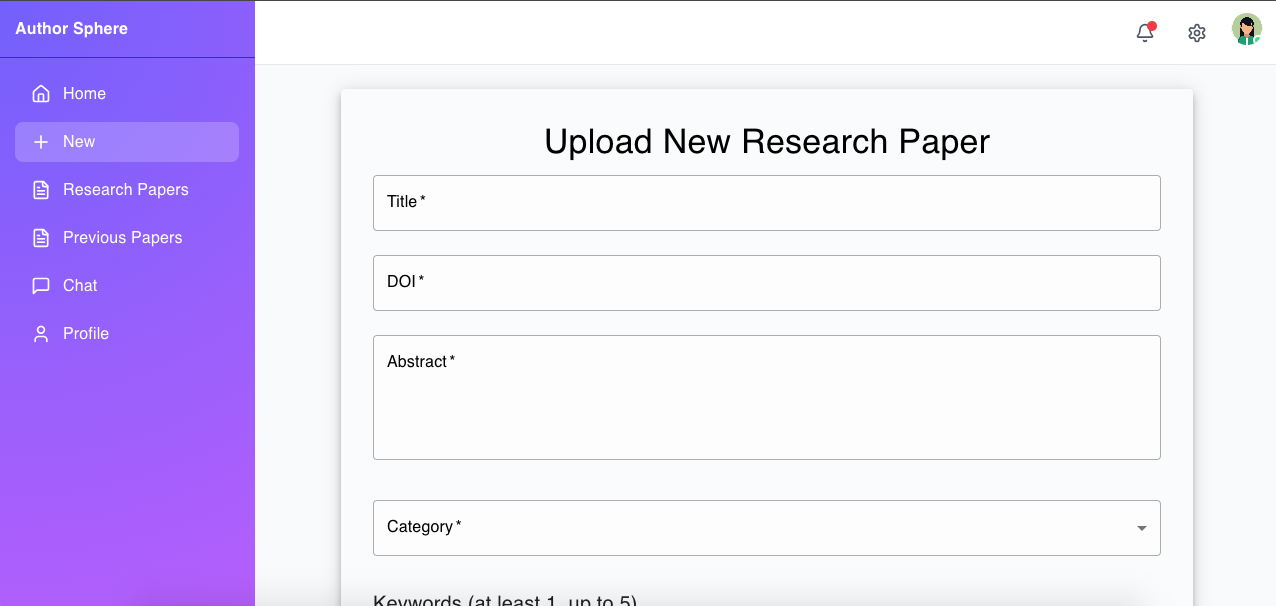 Author Sphere
Home
New
Research Papers
Previous Papers
Chat
Profile
Upload New Research Paper
Title *
DOI *
Abstract *
Category *
Keywords (at least 1, up to 5)